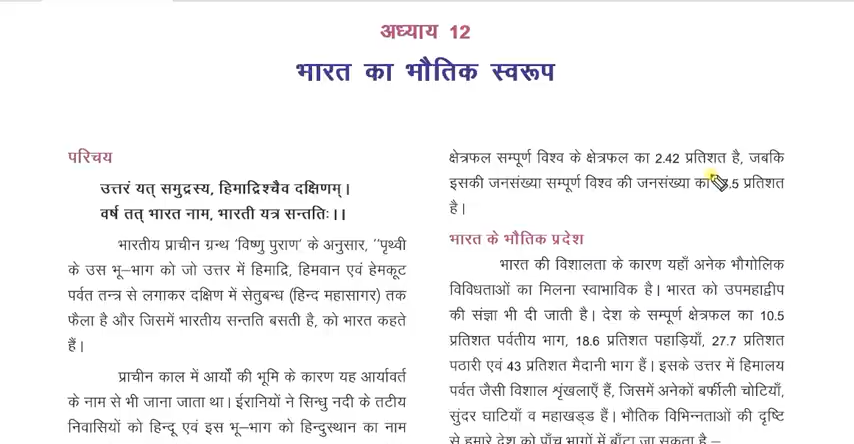 अध्याय 12
भारत का भौतिक स्वरूप
परिचय
उत्तरं यत् समुद्रस्य, हिमाद्रिश्चैव दक्षिणम्।
वर्ष तत् भारत नाम, भारती यत्र सन्ततिः।।
भारतीय प्राचीन ग्रन्थ 'विष्णु पुराण' के अनुसार, "पृथ्वी
के उस भू–भाग को जो उत्तर में हिमाद्रि, हिमवान एवं हेमकूट
पर्वत तन्त्र से लगाकर दक्षिण में सेतुबन्ध (हिन्द महासागर) तक
फैला है और जिसमें भारतीय सन्तति बसती है, को भारत कहते
हैं।
प्राचीन काल में आर्यों की भूमि के कारण यह आर्यावर्त
के नाम से भी जाना जाता था। ईरानियों ने सिन्धु नदी के तटीय
निवासियों को हिन्दू एवं इस भू–भाग को हिन्दुस्थान का नाम
क्षेत्रफल सम्पूर्ण विश्व के क्षेत्रफल का 2.42 प्रतिशत है, जबकि
इसकी जनसंख्या सम्पूर्ण विश्व की जनसंख्या का .5 प्रतिशत
है।
भारत के भौतिक प्रदेश
भारत की विशालता के कारण यहाँ अनेक भौगोलिक
विविधताओं का मिलना स्वाभाविक है। भारत को उपमहाद्वीप
की संज्ञा भी दी जाती है। देश के सम्पूर्ण क्षेत्रफल का 10.5
प्रतिशत पर्वतीय भाग, 18.6 प्रतिशत पहाड़ियाँ, 27.7 प्रतिशत
पठारी एवं 43 प्रतिशत मैदानी भाग हैं। इसके उत्तर में हिमालय
पर्वत जैसी विशाल शृंखलाएँ हैं, जिसमें अनेकों बर्फीली चोटियाँ,
सुंदर घाटियाँ व महाखड्ड हैं। भौतिक विभिन्नताओं की दृष्टि
से हमारे देश को पाँच भागों में बाँटा जा सकता है –